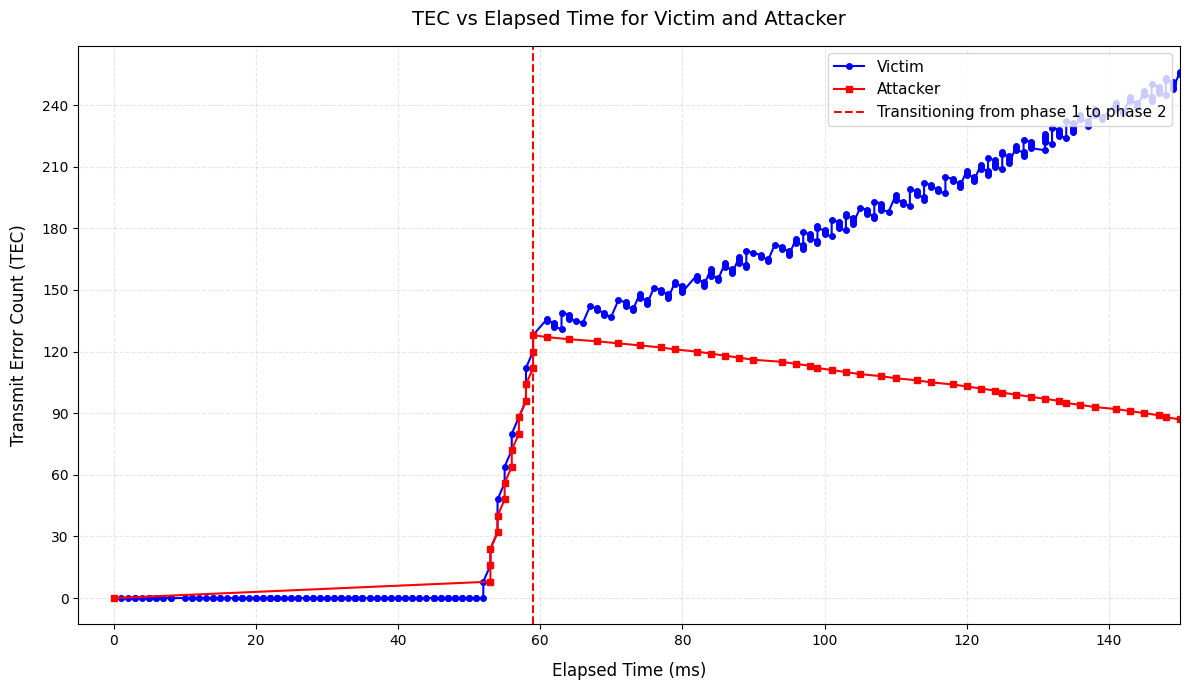 TEC vs Elapsed Time for Victim and Attacker
Victim
Attacker
Transitioning from phase 1 to phase 2
Transmit Error Count (TEC)
240
210
180
150
120
90
60
30
0
0 20 40 60 80 100 120 140
Elapsed Time (ms)